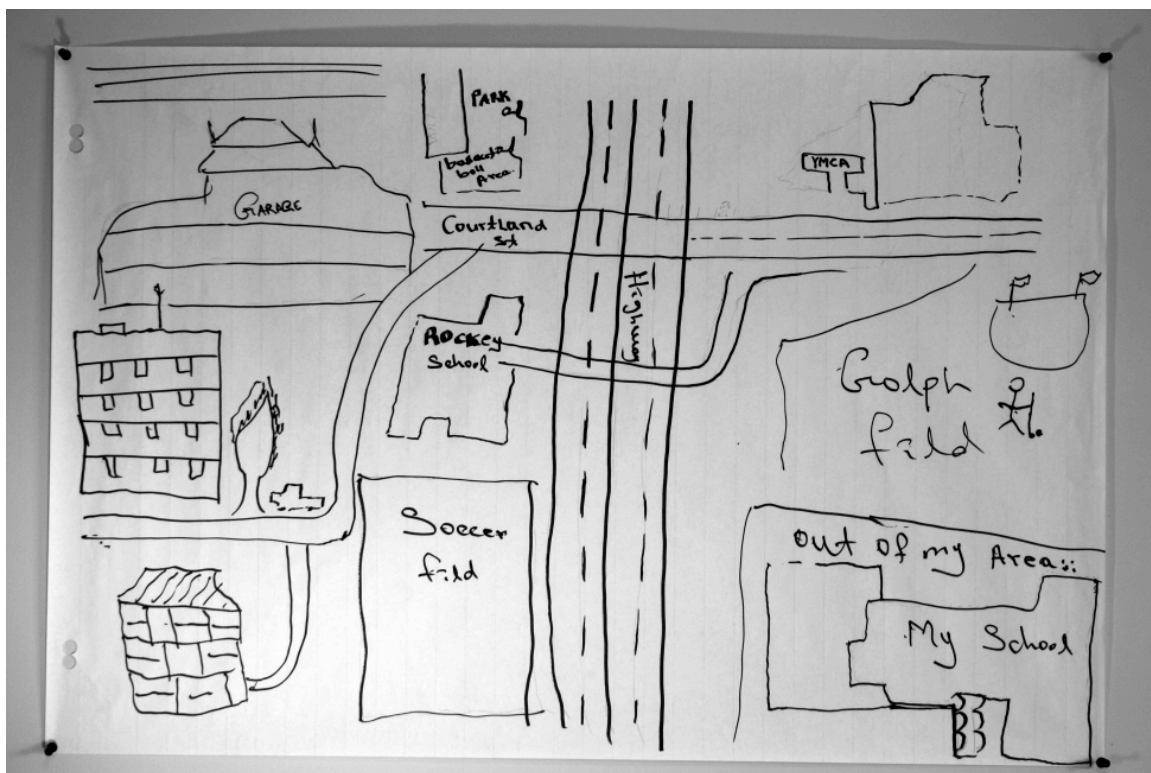 PARK
basketball
ball
Area.
YMCA
GARAGE
Courtland
st
Highway
ROCKEY
School
Golph
fild
Soccer
fild
out of my Area::
My School